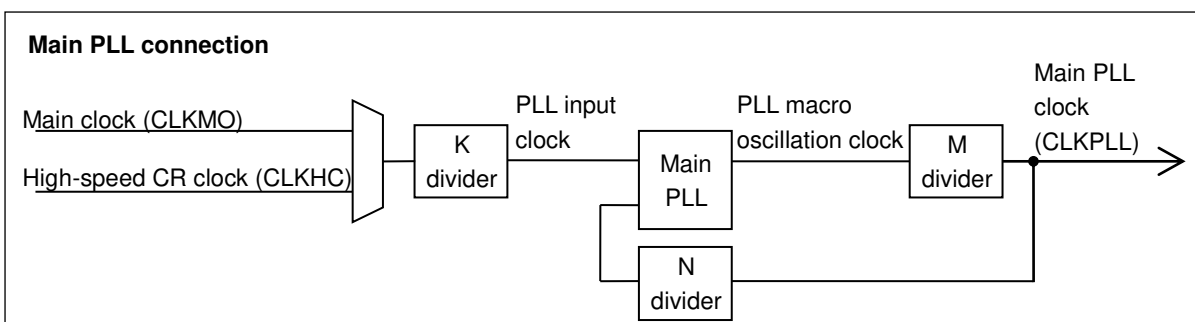 Main PLL connection
Main clock (CLKMO)
High-speed CR clock (CLKHC)
K
divider
PLL input
clock
Main
PLL
PLL macro
oscillation clock
M
divider
Main PLL
clock
(CLKPLL)
N
divider